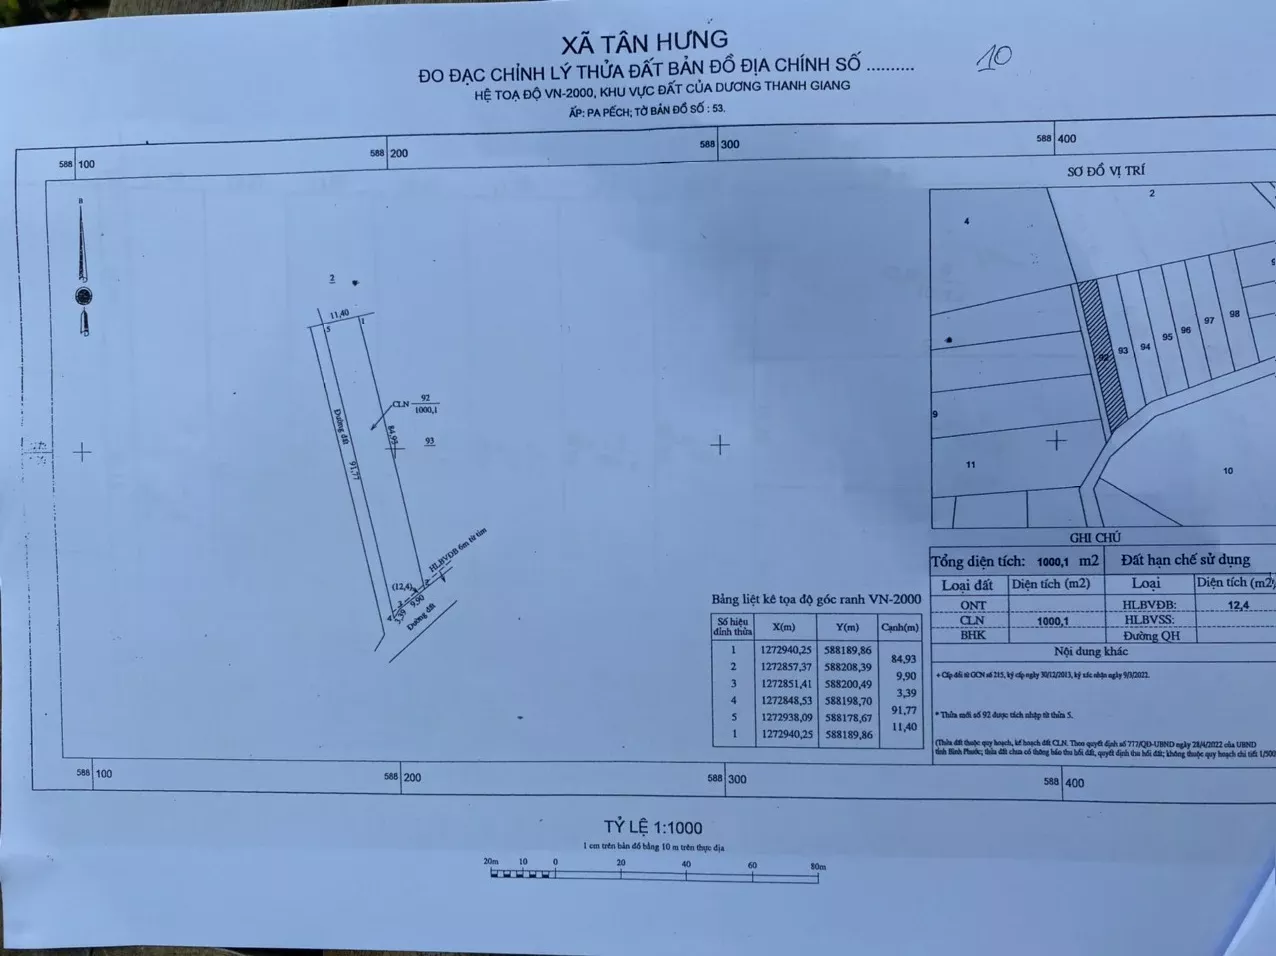 XÃ TÂN HƯNG
ĐO ĐẠC CHỈNH LÝ THỬA ĐẤT BẢN ĐỒ ĐỊA CHÍNH SỐ .......... 10
HỆ TOẠ ĐỘ VN-2000, KHU VỰC ĐẤT CỦA DƯƠNG THANH GIANG
ẤP: PA PẾCH; TỜ BẢN ĐỒ SỐ : 53.
588 100
588 200
588 300
588 400
B
2
11,40
5
1
CLN 92
1000,1
Đường đất
84,93
93
91,77
HLBVĐB 6m từ tim
(12,4)
2
3
4
9,90
3,39
Đường đất
SƠ ĐỒ VỊ TRÍ
2
4
9
92
93
94
95
96
97
98
9
11
10
GHI CHÚ
Tổng diện tích: 1000,1 m2
Đất hạn chế sử dụng
Loại đất
Diện tích (m2)
Loại
Diện tích (m2)
ONT
HLBVĐB: 12,4
CLN 1000,1
HLBVSS:
BHK
Đường QH
Nội dung khác
+ Cấp đổi từ GCN số 215, ký cấp ngày 30/12/2013, ký xác nhận ngày 9/3/2022.
* Thửa mới số 92 được tách nhập từ thửa 5.
(Thửa đất thuộc quy hoạch, kế hoạch đất CLN. Theo quyết định số 777/QĐ-UBND ngày 28/4/2022 của UBND
tỉnh Bình Phước; thửa đất chưa có thông báo thu hồi đất, quyết định thu hồi đất; không thuộc quy hoạch chi tiết 1/500
Bảng liệt kê tọa độ góc ranh VN-2000
Số hiệu đỉnh thửa
X(m)
Y(m)
Cạnh(m)
1 1272940,25 588189,86
84,93
2 1272857,37 588208,39
9,90
3 1272851,41 588200,49
3,39
4 1272848,53 588198,70
91,77
5 1272938,09 588178,67
11,40
1 1272940,25 588189,86
588 100
588 200
588 300
588 400
TỶ LỆ 1:1000
1 cm trên bản đồ bằng 10 m trên thực địa
20m 10 0 20 40 60 80m